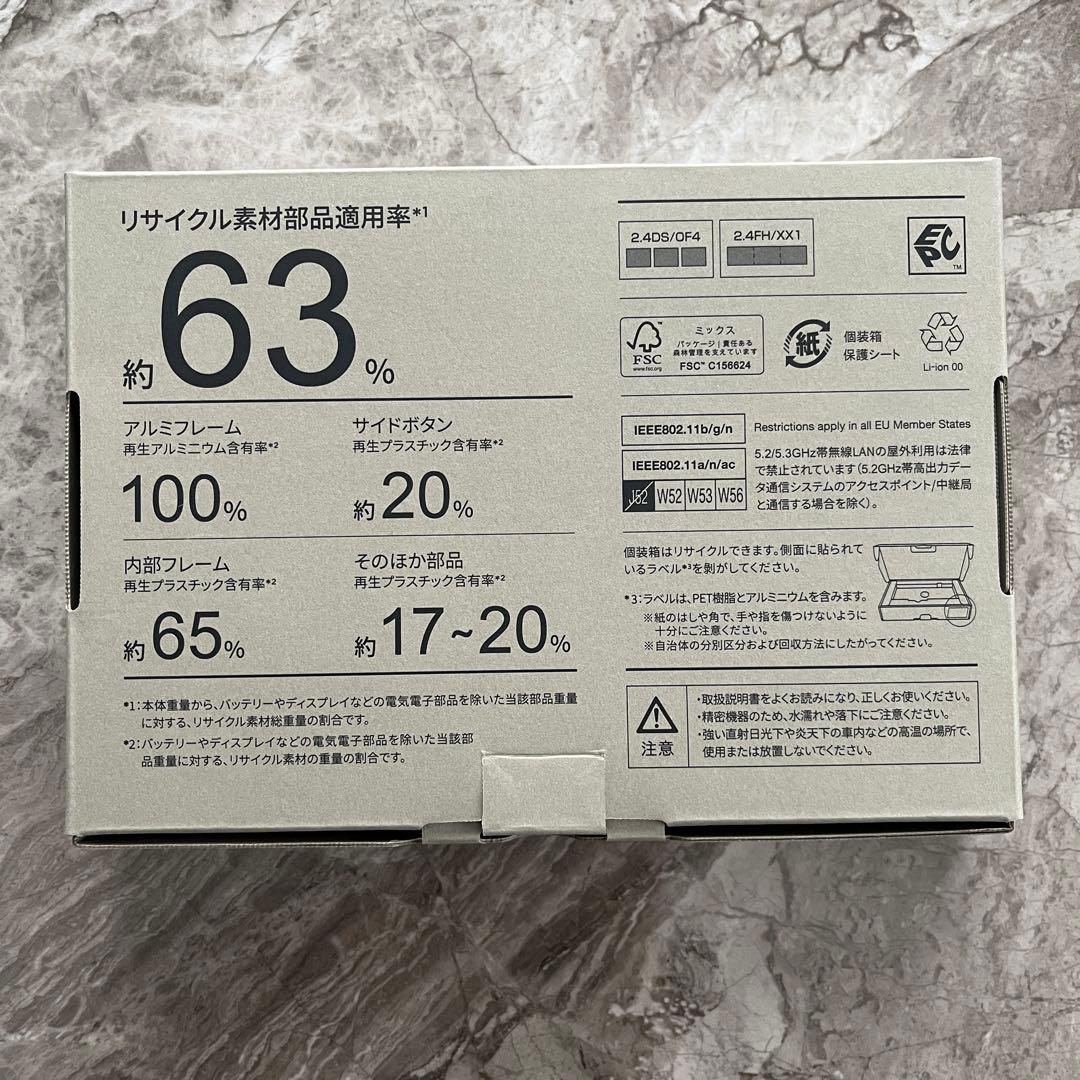 リサイクル素材部品適用率*1
約63%
アルミフレーム
再生アルミニウム含有率*2
100%
サイドボタン
再生プラスチック含有率*2
約20%
内部フレーム
再生プラスチック含有率*2
約65%
そのほか部品
再生プラスチック含有率*2
約17~20%
*1:本体重量から、バッテリーやディスプレイなどの電気電子部品を除いた当該部品重量
に対する、リサイクル素材総重量の割合です。
*2:バッテリーやディスプレイなどの電気電子部品を除いた当該部
品重量に対する、リサイクル素材の重量の割合です。
2.4DS/OF4
2.4FH/XX1
EPC
TM
FSC
www.fsc.org
ミックス
パッケージ|責任ある
森林管理を支えています
FSC™ C156624
紙
個装箱
保護シート
Li-ion 00
IEEE802.11b/g/n
IEEE802.11a/n/ac
J52 W52 W53 W56
Restrictions apply in all EU Member States
5.2/5.3GHz帯無線LANの屋外利用は法律
で禁止されています(5.2GHz帯高出力デー
タ通信システムのアクセスポイント/中継局
と通信する場合を除く)。
個装箱はリサイクルできます。側面に貼られて
いるラベル*3を剥がしてください。
*3:ラベルは、PET樹脂とアルミニウムを含みます。
※紙のはしや角で、手や指を傷つけないように
十分にご注意ください。
※自治体の分別区分および回収方法にしたがってください。
注意
・取扱説明書をよくお読みになり、正しくお使いください。
・精密機器のため、水濡れや落下にご注意ください。
・強い直射日光下や炎天下の車内などの高温の場所で、
使用または放置しないでください。